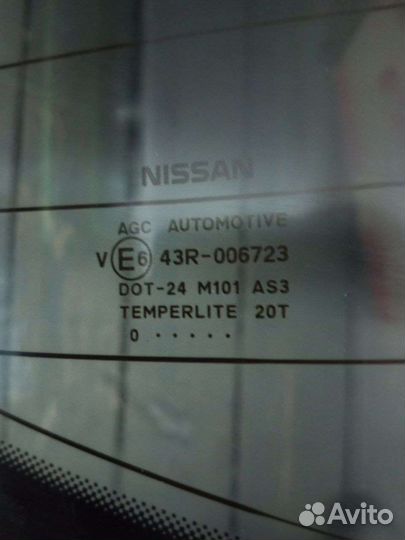 NISSAN
AGC AUTOMOTIVE
V E6 43R-006723
DOT-24 M101 AS3
TEMPERLITE 20T
0 ·····
Avito